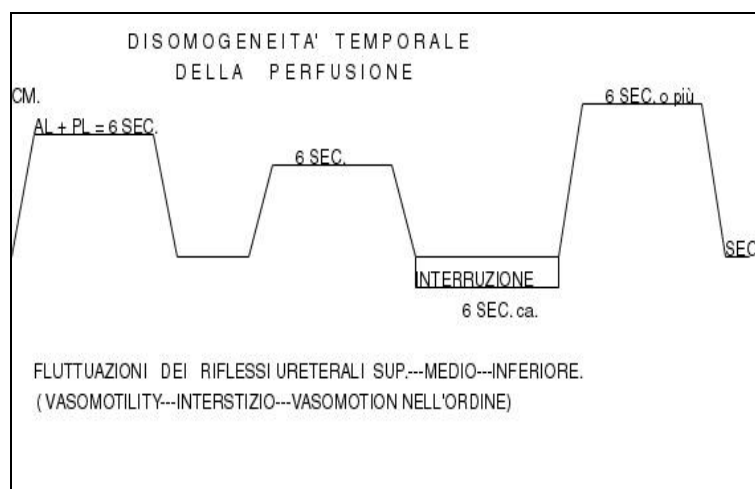 DISOMOGENEITA' TEMPORALE
DELLA PERFUSIONE
CM.
6 SEC. o più
AL + PL = 6 SEC.
6 SEC.
SEC
INTERRUZIONE
6 SEC. ca.
FLUTTUAZIONI DEI RIFLESSI URETERALI SUP.---MEDIO---INFERIORE.
( VASOMOTILITY---INTERSTIZIO---VASOMOTION NELL'ORDINE)